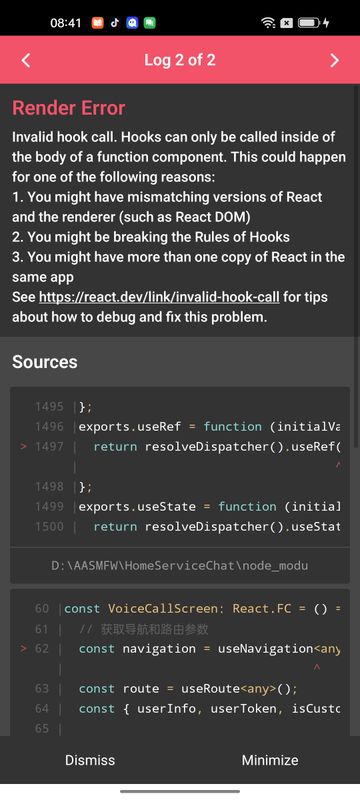 08:41
Log 2 of 2
Render Error
Invalid hook call. Hooks can only be called inside of
the body of a function component. This could happen
for one of the following reasons:
1. You might have mismatching versions of React
and the renderer (such as React DOM)
2. You might be breaking the Rules of Hooks
3. You might have more than one copy of React in the
same app
See https://react.dev/link/invalid-hook-call for tips
about how to debug and fix this problem.
Sources
1495 |};
1496 |exports.useRef = function (initialVa
> 1497 |  return resolveDispatcher().useRef(
|                               ^
1498 |};
1499 |exports.useState = function (initial
1500 |  return resolveDispatcher().useStat
D:\AASMFW\HomeServiceChat\node_modu
60 |const VoiceCallScreen: React.FC = () =
61 |  // 获取导航和路由参数
> 62 |  const navigation = useNavigation<any
|                             ^
63 |  const route = useRoute<any>();
64 |  const { userInfo, userToken, isCusto
65 |
Dismiss
Minimize